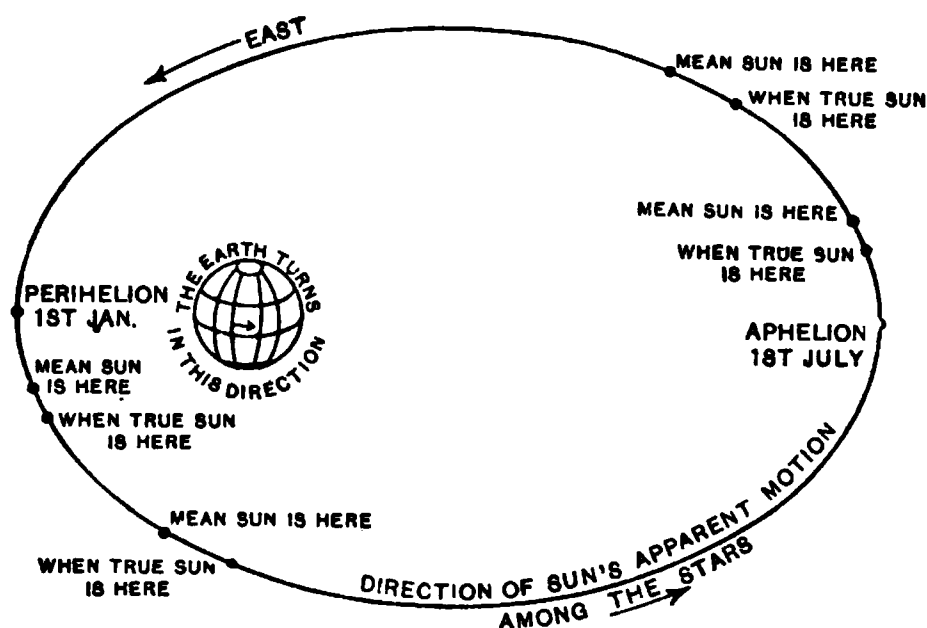 EAST
MEAN SUN IS HERE
WHEN TRUE SUN
IS HERE
MEAN SUN IS HERE
WHEN TRUE SUN
IS HERE
THE EARTH TURNS
IN THIS DIRECTION
PERIHELION
1ST JAN.
APHELION
1ST JULY
MEAN SUN
IS HERE
WHEN TRUE SUN
IS HERE
MEAN SUN IS HERE
WHEN TRUE SUN
IS HERE
DIRECTION OF SUN'S APPARENT MOTION
AMONG THE STARS